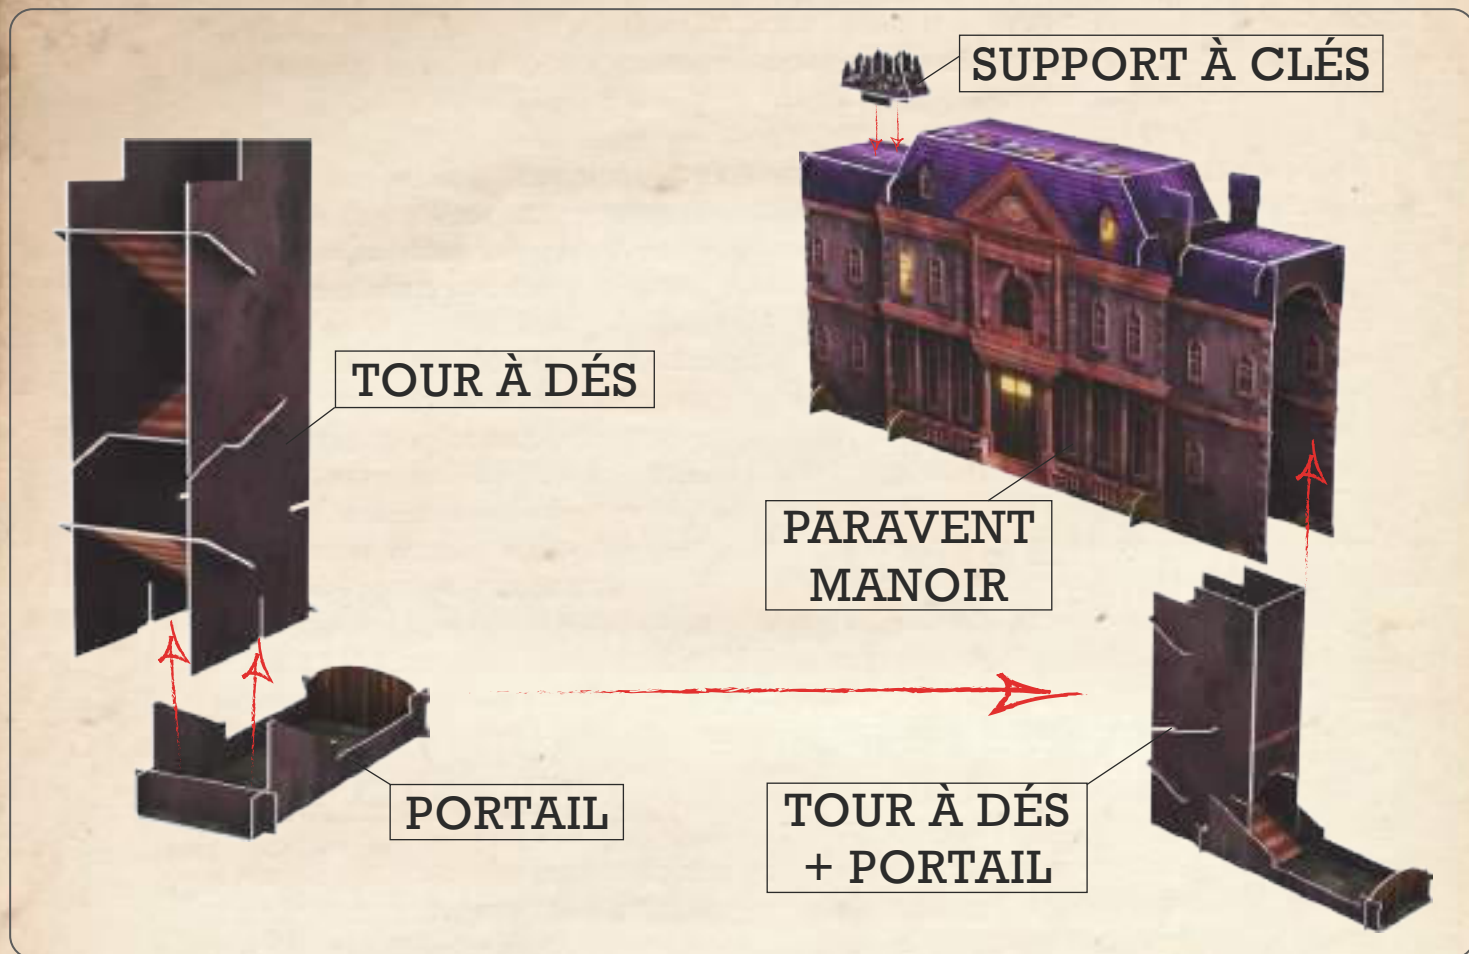 SUPPORT À CLÉS
TOUR À DÉS
PARAVENT
MANOIR
PORTAIL
TOUR À DÉS
+ PORTAIL